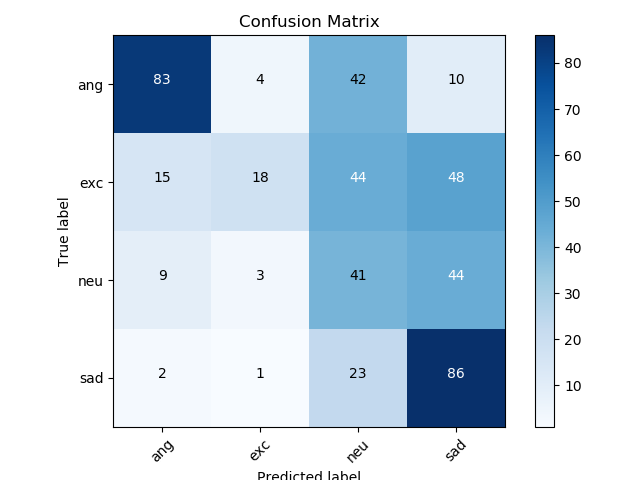 Confusion Matrix
ang 83 4 42 10
exc 15 18 44 48
neu 9 3 41 44
sad 2 1 23 86
ang exc neu sad
True label
Predicted label
80
70
60
50
40
30
20
10